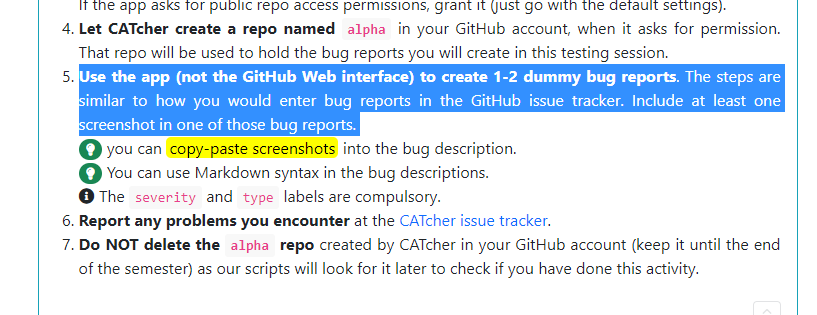 If the app asks for public repo access permissions, grant it (just go with the default settings).
4. Let CATcher create a repo named alpha in your GitHub account, when it asks for permission.
That repo will be used to hold the bug reports you will create in this testing session.
5. Use the app (not the GitHub Web interface) to create 1-2 dummy bug reports. The steps are
similar to how you would enter bug reports in the GitHub issue tracker. Include at least one
screenshot in one of those bug reports.
you can copy-paste screenshots into the bug description.
You can use Markdown syntax in the bug descriptions.
The severity and type labels are compulsory.
6. Report any problems you encounter at the CATcher issue tracker.
7. Do NOT delete the alpha repo created by CATcher in your GitHub account (keep it until the end
of the semester) as our scripts will look for it later to check if you have done this activity.